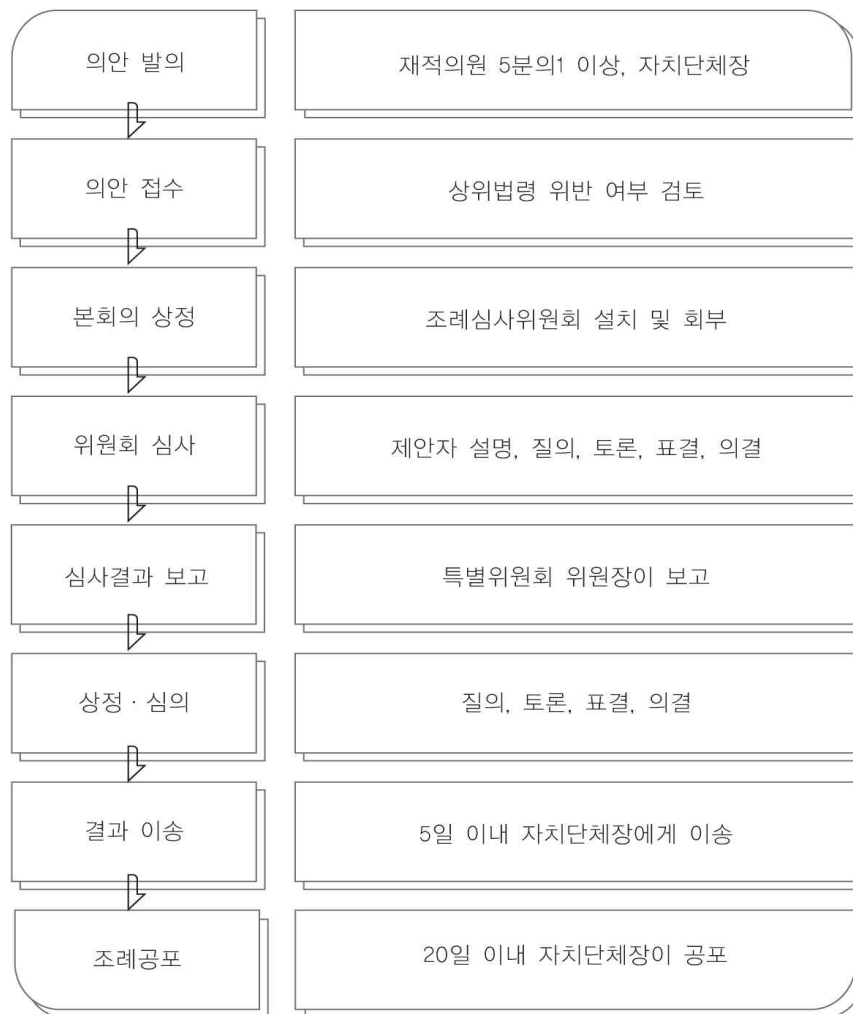 의안 발의
재적의원 5분의1 이상, 자치단체장
의안 접수
상위법령 위반 여부 검토
본회의 상정
조례심사위원회 설치 및 회부
위원회 심사
제안자 설명, 질의, 토론, 표결, 의결
심사결과 보고
특별위원회 위원장이 보고
상정·심의
질의, 토론, 표결, 의결
결과 이송
5일 이내 자치단체장에게 이송
조례공포
20일 이내 자치단체장이 공포